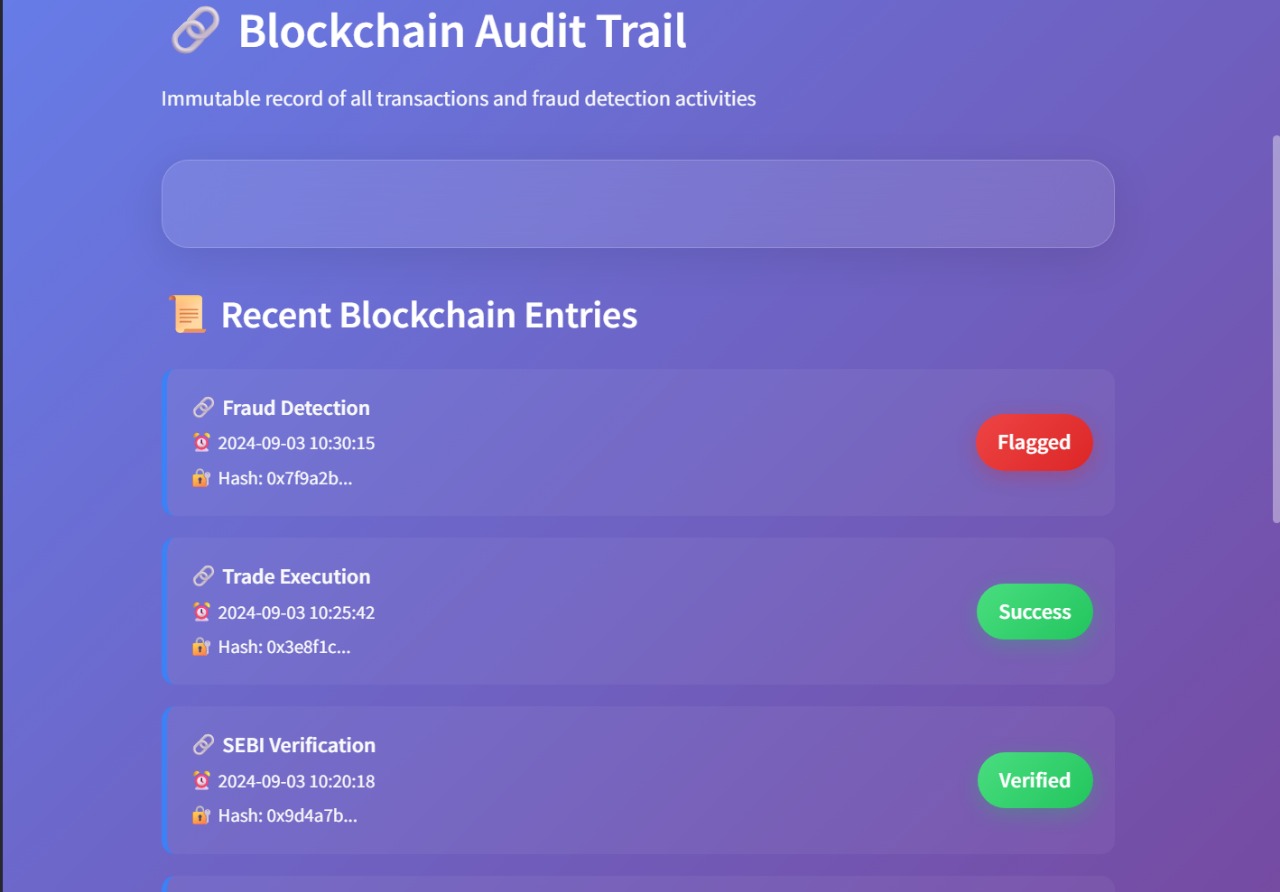 Blockchain Audit Trail
Immutable record of all transactions and fraud detection activities
Recent Blockchain Entries
Fraud Detection
2024-09-03 10:30:15
Flagged
Hash: 0x7f9a2b...
Trade Execution
2024-09-03 10:25:42
Success
Hash: 0x3e8f1c...
SEBI Verification
2024-09-03 10:20:18
Verified
Hash: 0x9d4a7b...